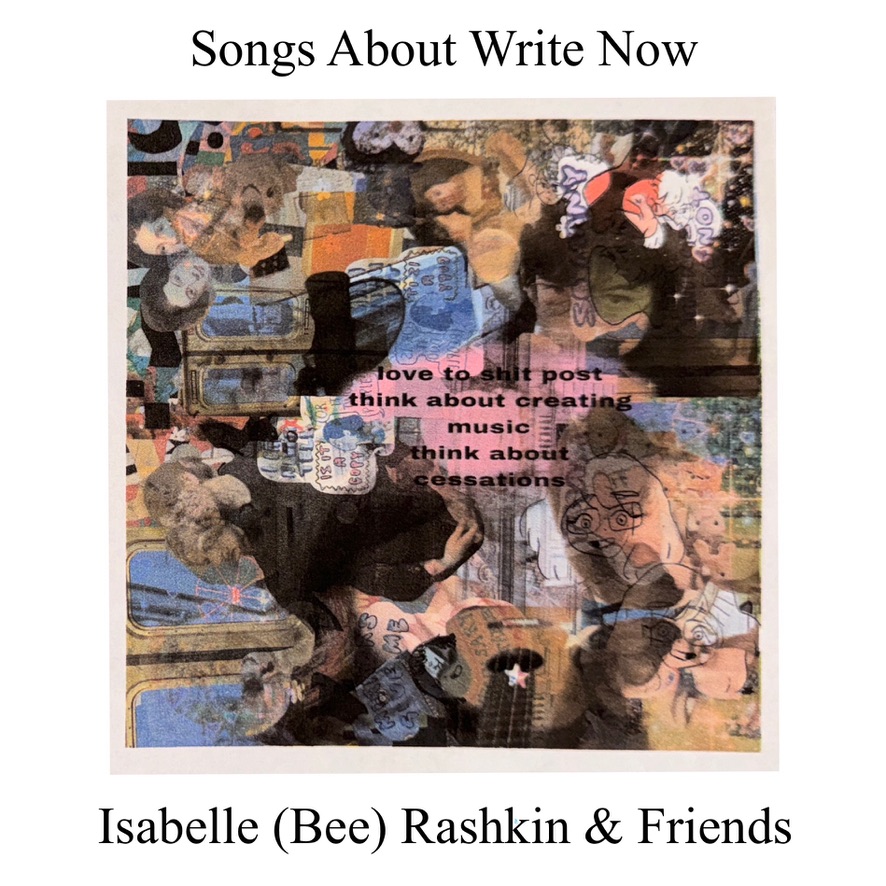 Songs About Write Now
love to shit post
think about creating
music
think about
cessations
Isabelle (Bee) Rashkin & Friends